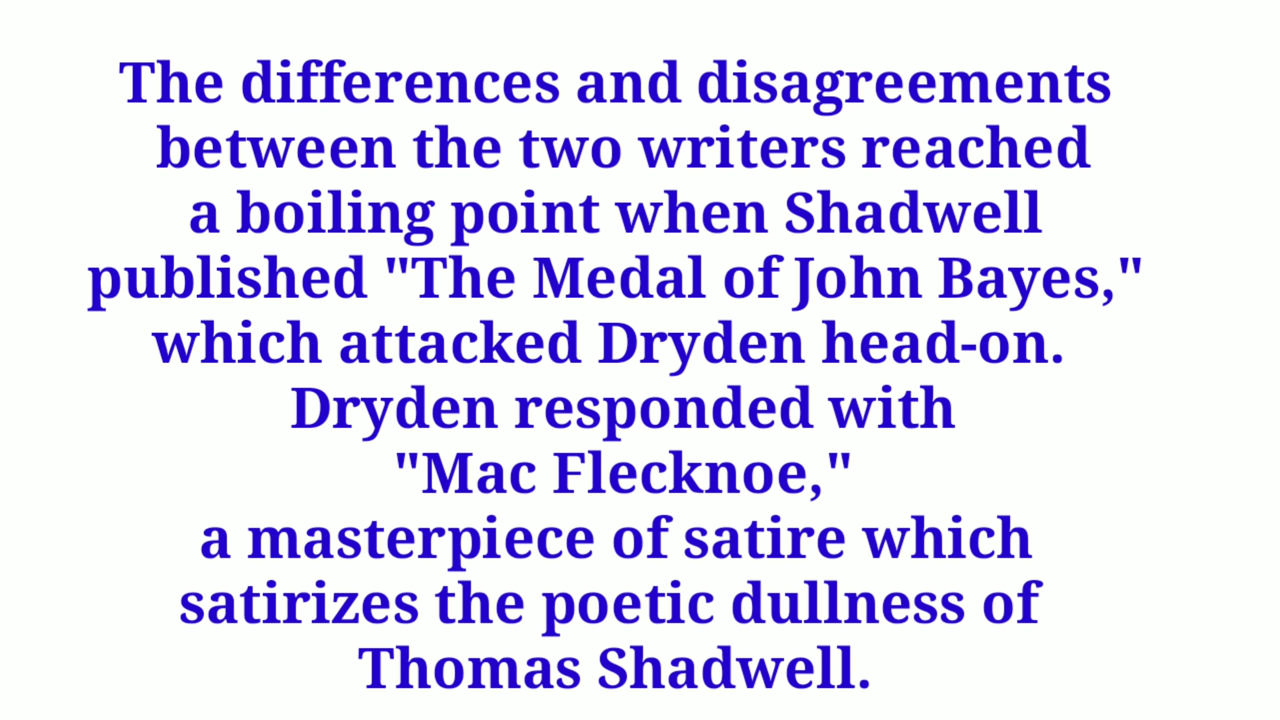 The differences and disagreements
between the two writers reached
a boiling point when Shadwell
published "The Medal of John Bayes,"
which attacked Dryden head-on.
Dryden responded with
"Mac Flecknoe,"
a masterpiece of satire which
satirizes the poetic dullness of
Thomas Shadwell.